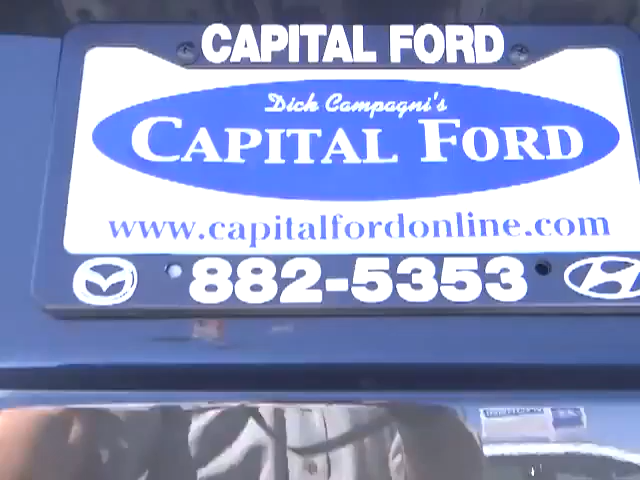 CAPITAL FORD
Dick Campagni's
CAPITAL FORD
www.capitalfordonline.com
882-5353